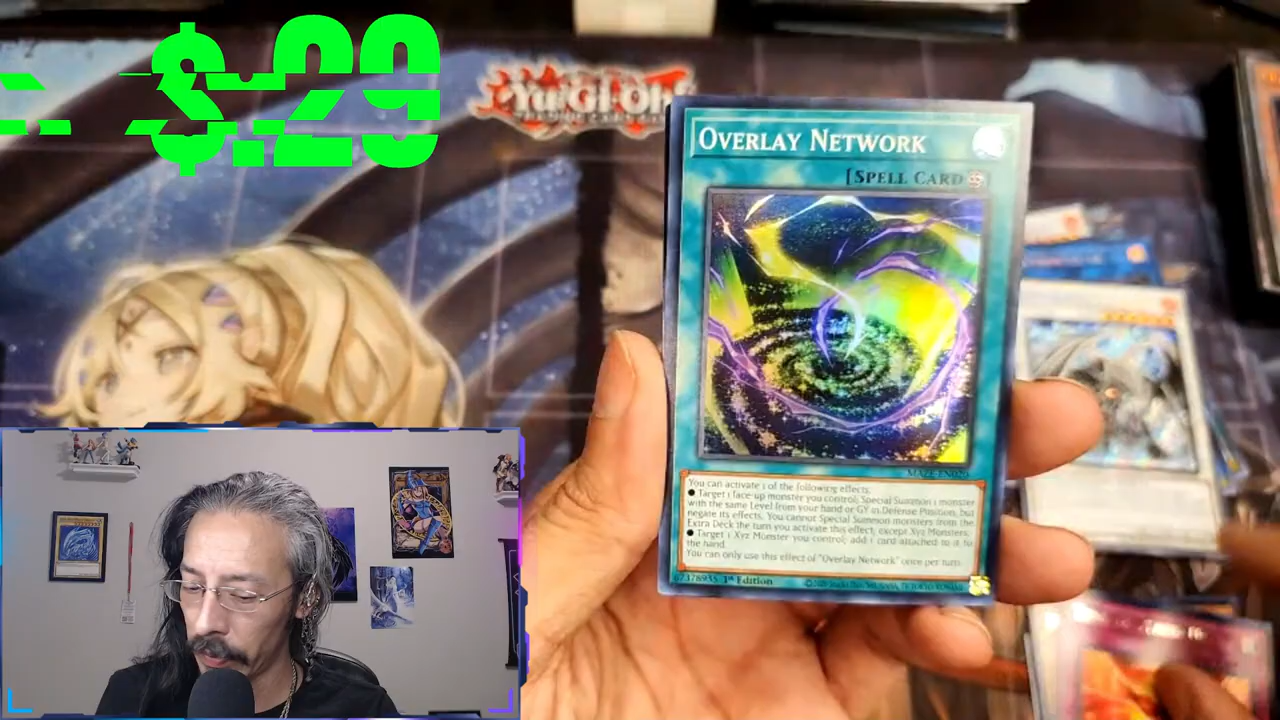 $.29
Yu-Gi-Oh!
OVERLAY NETWORK
[SPELL CARD
You can activate 1 of the following effects.
● Target 1 face-up monster you control; Special Summon 1 monster
with the same Level from your hand or GY in Defense Position, but
negate its effects. You cannot Special Summon monsters from the
Extra Deck the turn you activate this effect, except Xyz Monsters.
● Target 1 Xyz Monster you control; add 1 card attached to it to
the hand.
You can only use this effect of "Overlay Network" once per turn.
67378935 1st Edition